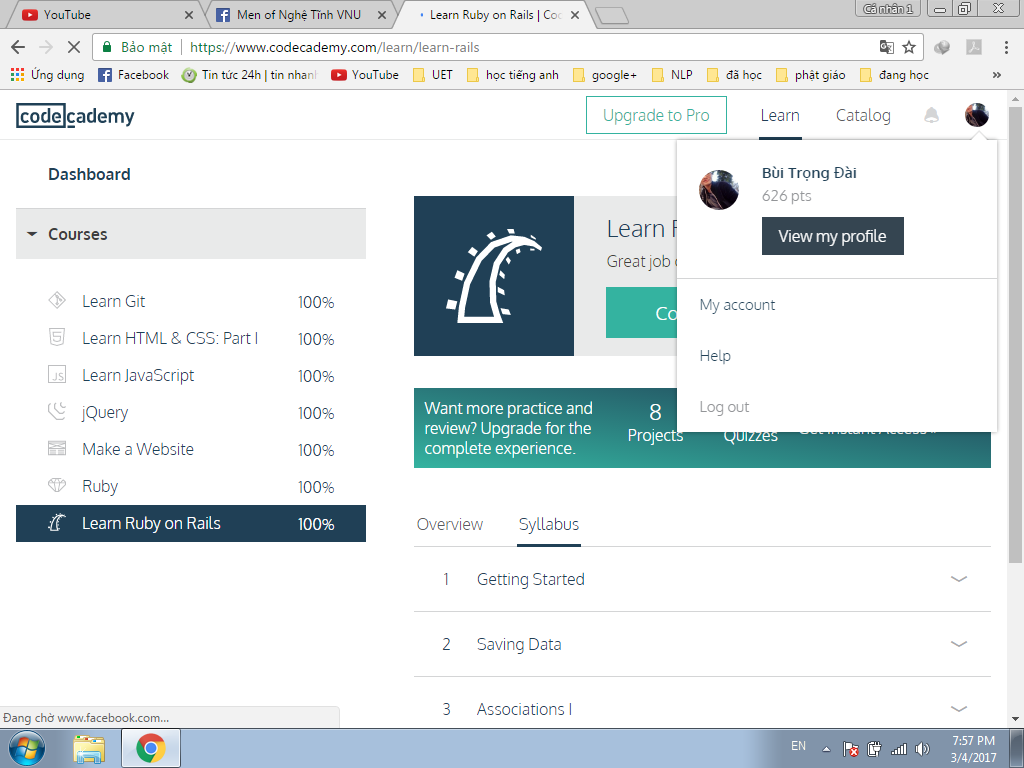 YouTube
Men of Nghệ Tĩnh VNU
Learn Ruby on Rails | Co
Cá nhân 1
Bảo mật
https://www.codecademy.com/learn/learn-rails
Ứng dụng
Facebook
Tin tức 24h | tin nhanh
YouTube
UET
học tiếng anh
google+
NLP
đã học
phật giáo
đang học
»
codecademy
Upgrade to Pro
Learn
Catalog
Dashboard
Bùi Trọng Đài
626 pts
View my profile
My account
Help
Log out
Courses
Learn Git 100%
Learn HTML & CSS: Part I 100%
Learn JavaScript 100%
jQuery 100%
Make a Website 100%
Ruby 100%
Learn Ruby on Rails 100%
Learn
Great job
Co
Want more practice and
review? Upgrade for the
complete experience.
8
Projects
Quizzes
Get Instant Access »
Overview
Syllabus
1 Getting Started
2 Saving Data
3 Associations I
Đang chờ www.facebook.com...
EN
7:57 PM
3/4/2017